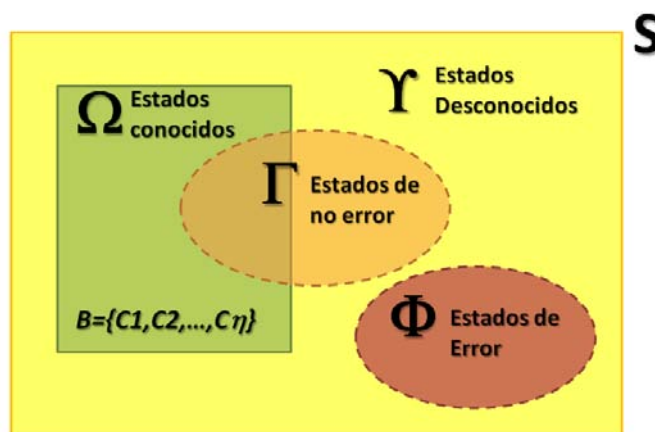 S
Ω Estados
conocidos
ϒ Estados
Desconocidos
Γ Estados de
no error
B={C1,C2,...,Cη}
Φ Estados de
Error